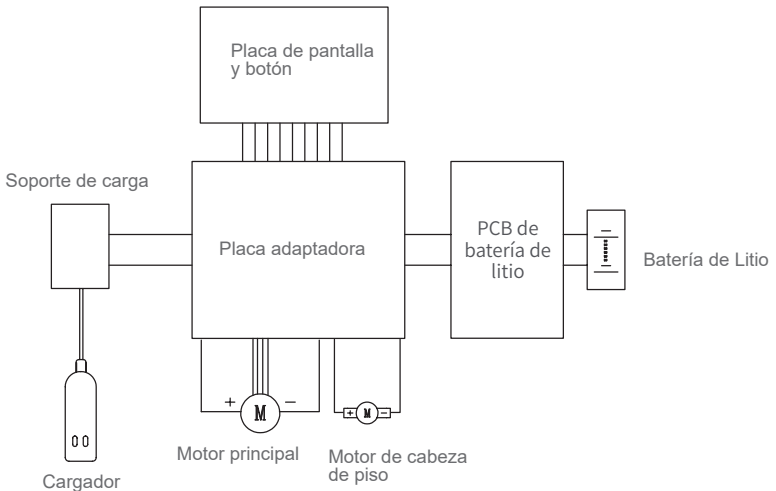 Placa de pantalla
y botón
Soporte de carga
Placa adaptadora
PCB de
batería de
litio
Batería de Litio
+
M
−
+
M
−
Motor principal
Motor de cabeza
de piso
Cargador